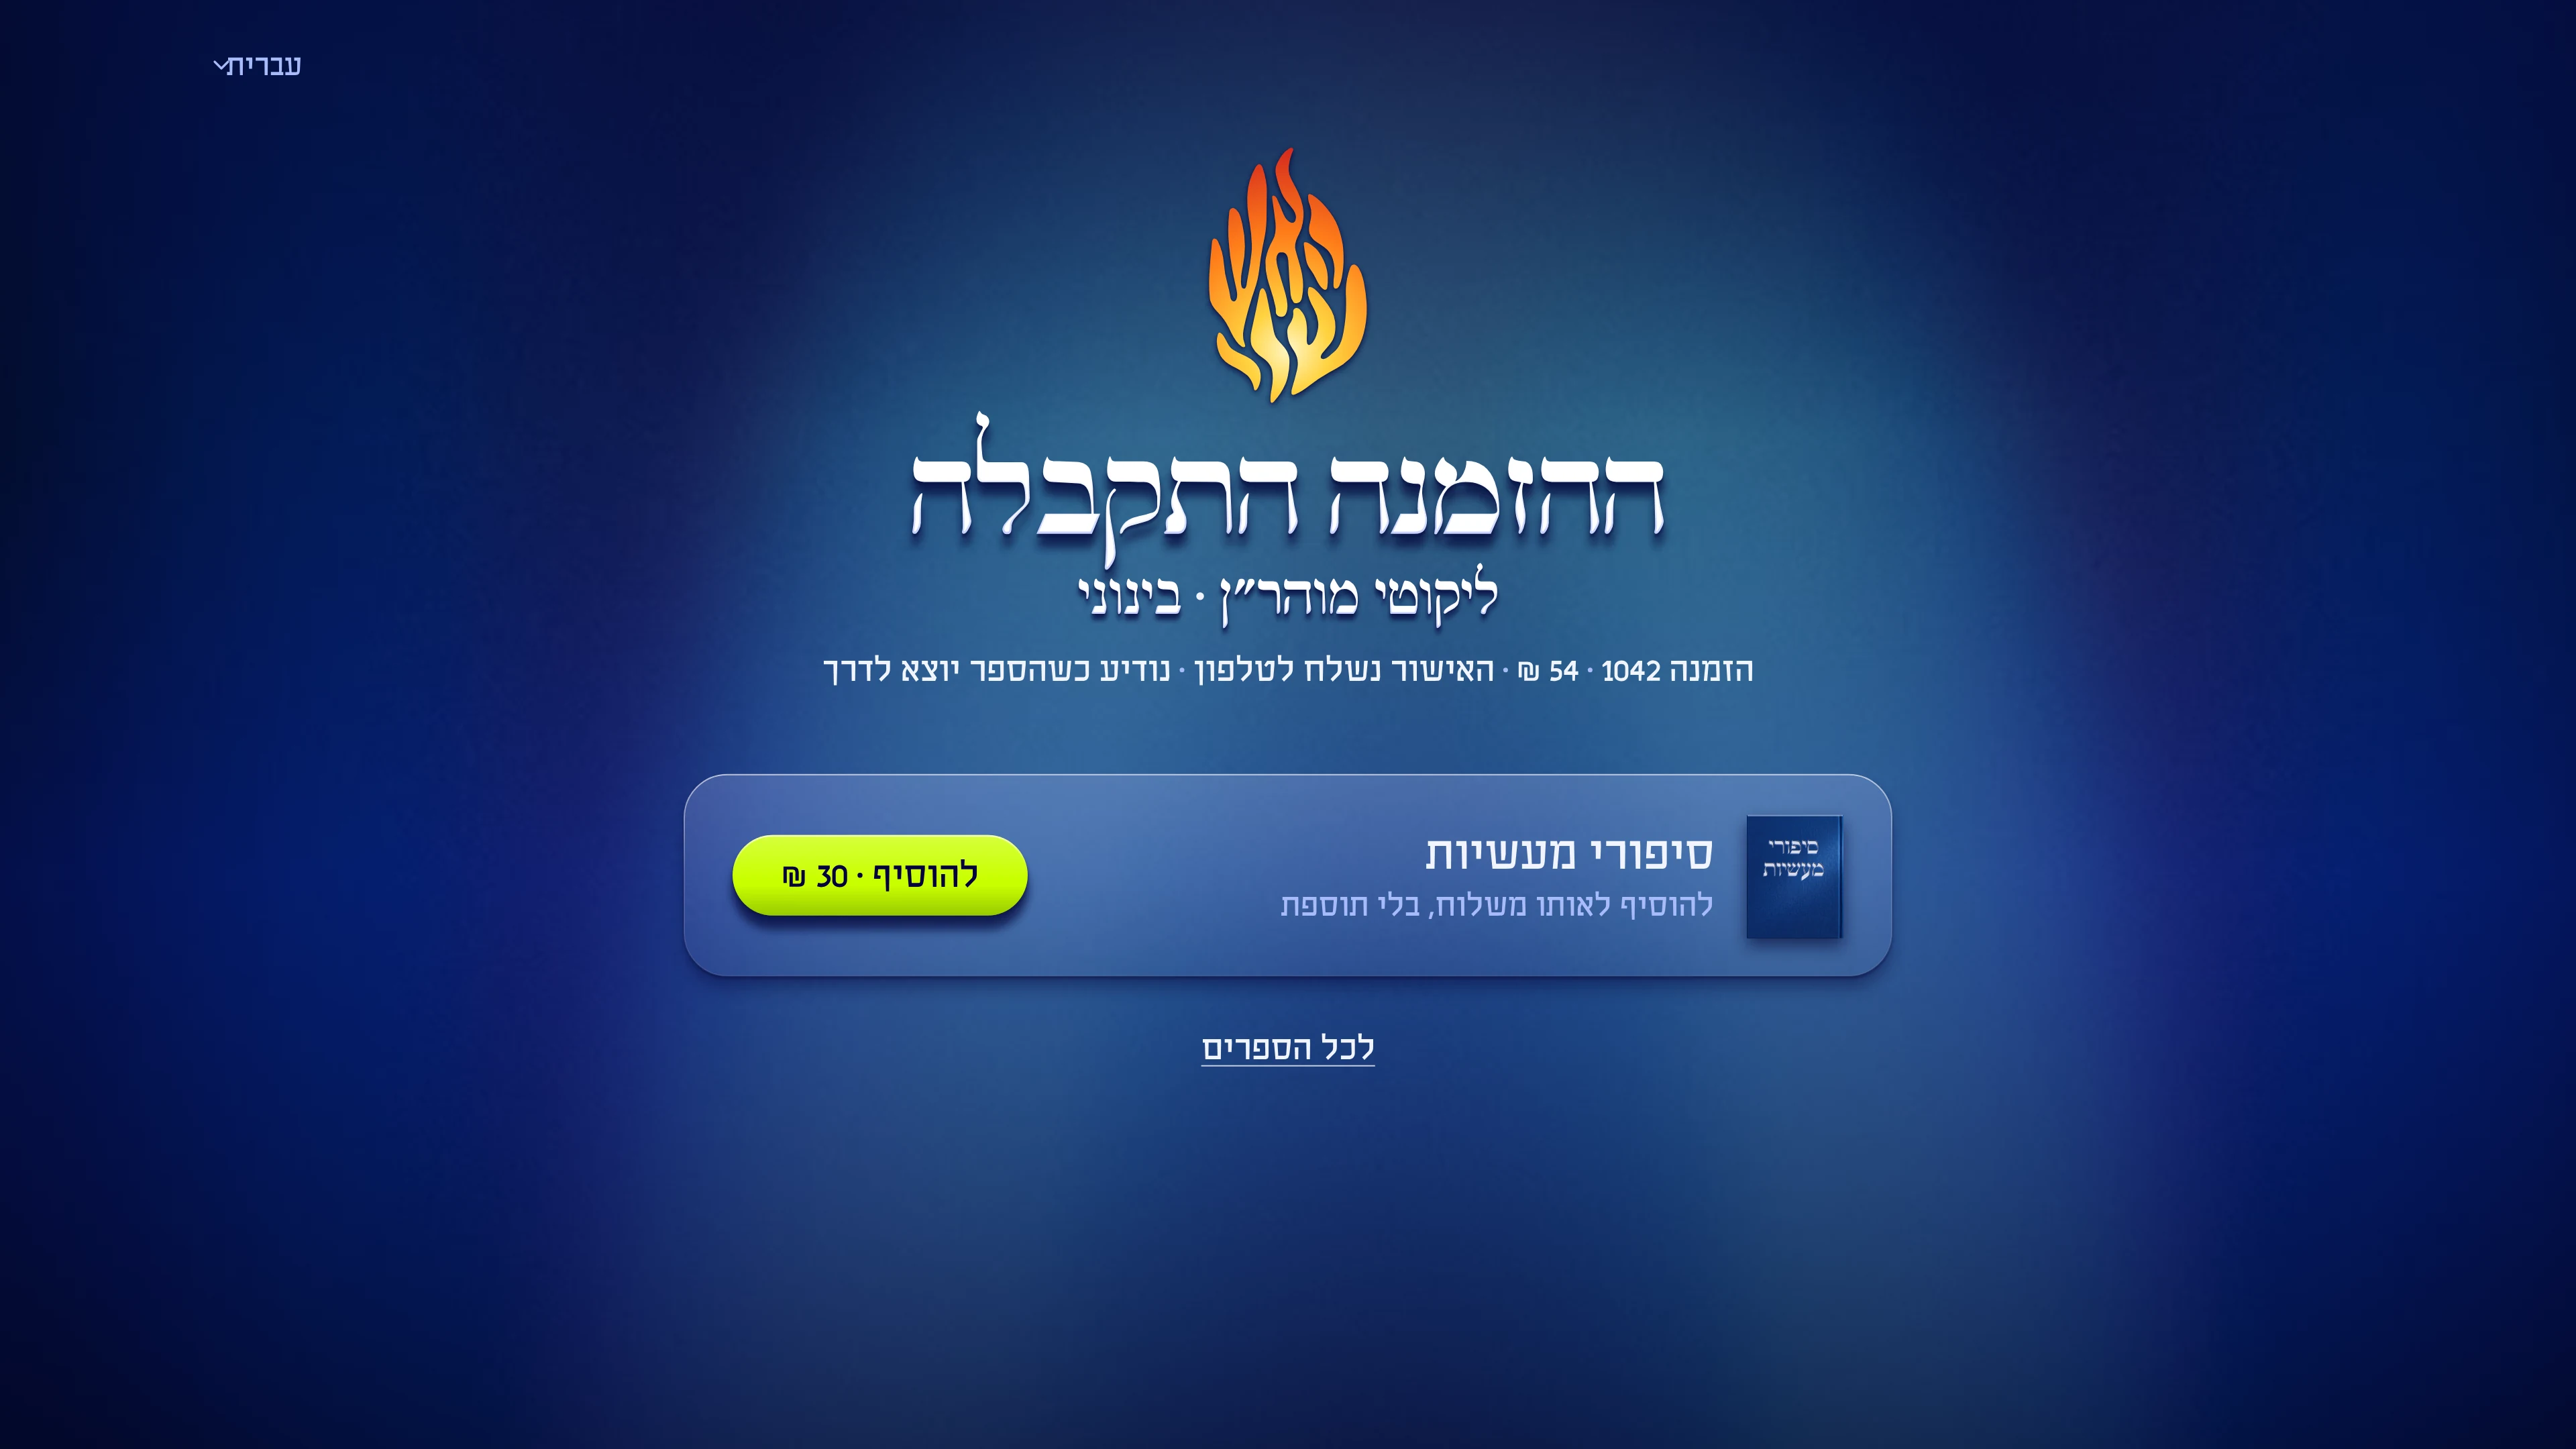 עברית
ההזמנה התקבלה
ליקוטי מוהר״ן · בינוני
הזמנה 1042 · 54 ₪ · האישור נשלח לטלפון · נודיע כשהספר יוצא לדרך
סיפורי
מעשיות
סיפורי מעשיות
להוסיף לאותו משלוח, בלי תוספת
להוסיף · 30 ₪
לכל הספרים